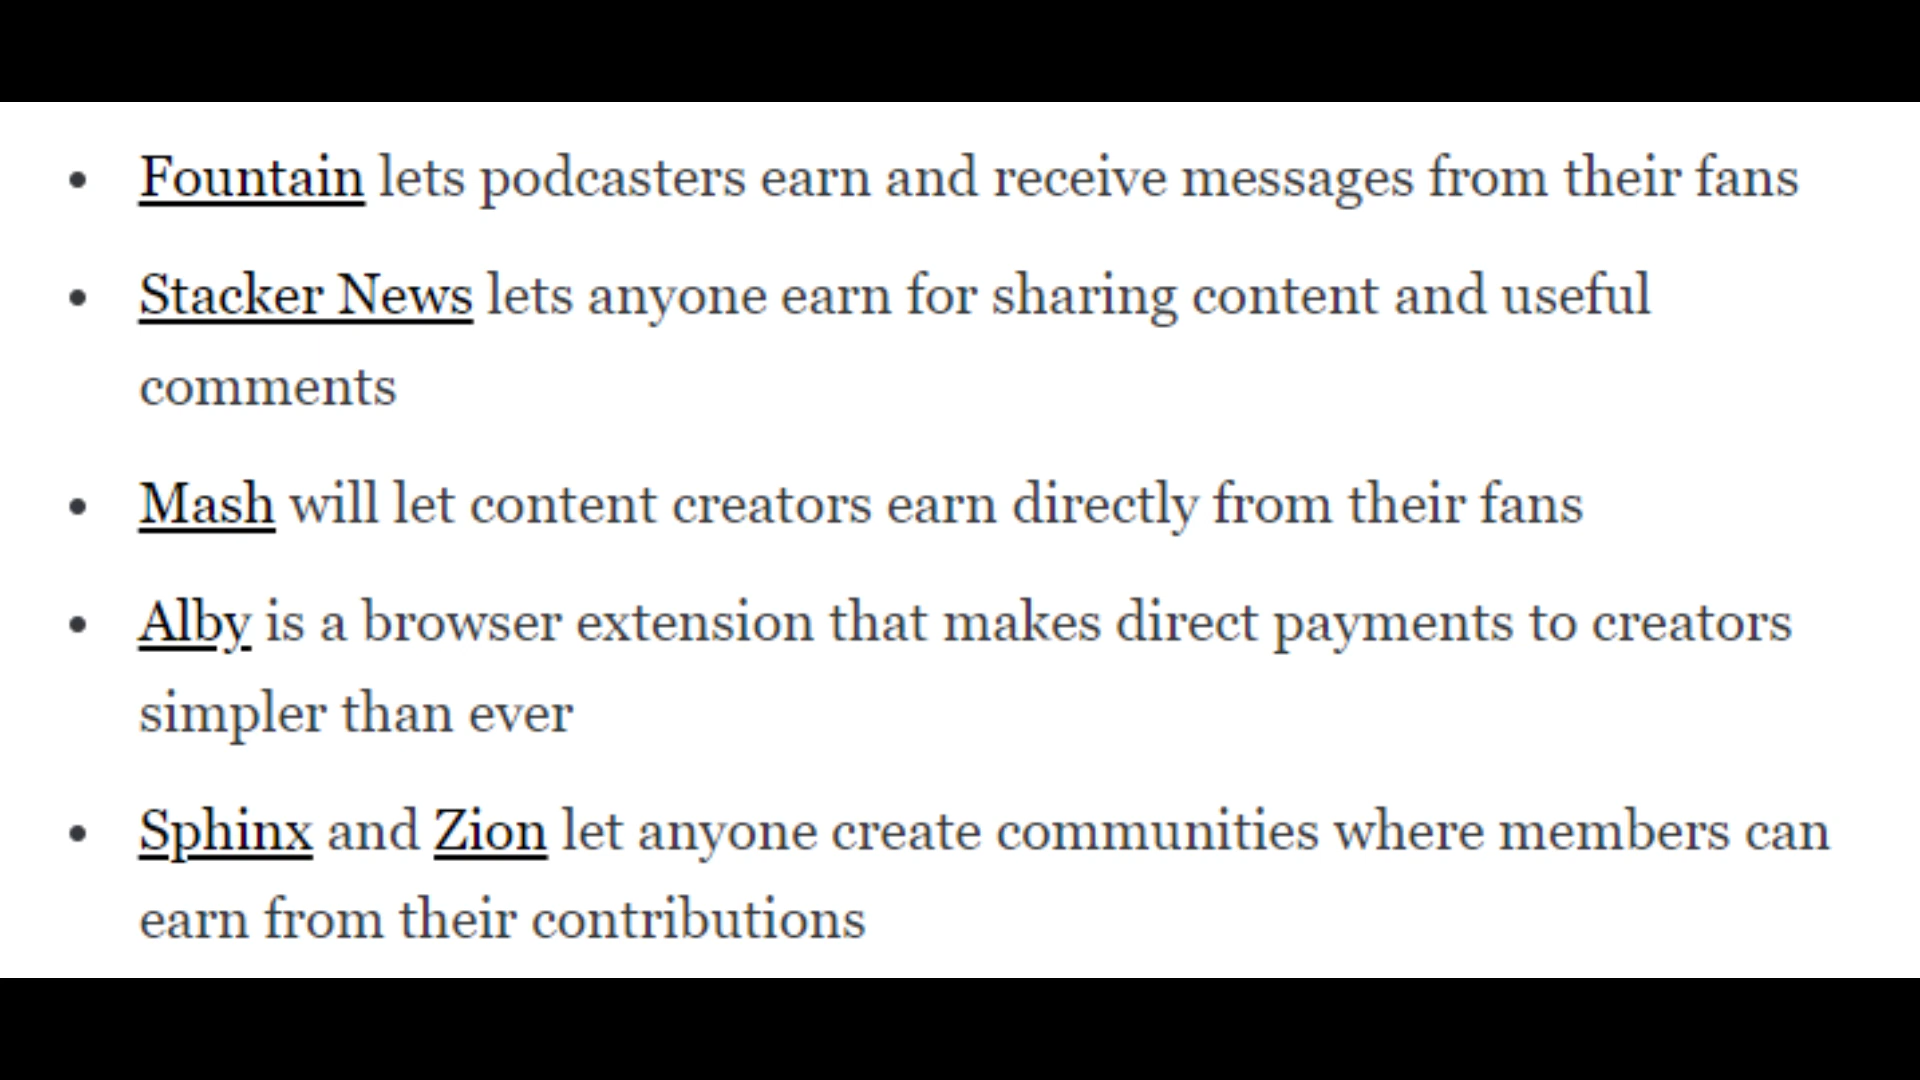 • Fountain lets podcasters earn and receive messages from their fans
• Stacker News lets anyone earn for sharing content and useful
comments
• Mash will let content creators earn directly from their fans
• Alby is a browser extension that makes direct payments to creators
simpler than ever
• Sphinx and Zion let anyone create communities where members can
earn from their contributions